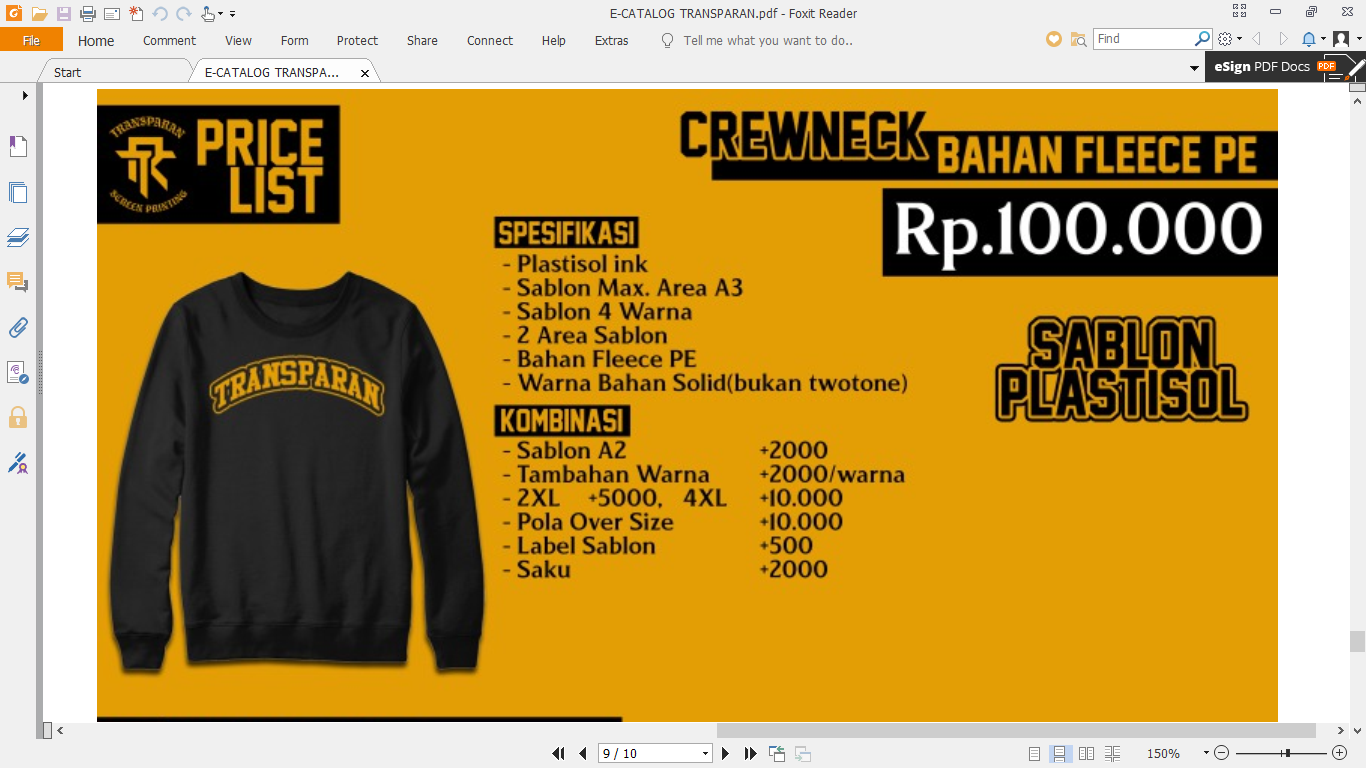 E-CATALOG TRANSPARAN.pdf - Foxit Reader
File Home Comment View Form Protect Share Connect Help Extras Tell me what you want to do.. Find
Start E-CATALOG TRANSPA... eSign PDF Docs PDF
TRANSPARAN
SCREEN PRINTING
PRICE
LIST
CREWNECK
BAHAN FLEECE PE
Rp.100.000
SPESIFIKASI
- Plastisol ink
- Sablon Max. Area A3
- Sablon 4 Warna
- 2 Area Sablon
- Bahan Fleece PE
- Warna Bahan Solid(bukan twotone)
SABLON
PLASTISOL
TRANSPARAN
KOMBINASI
- Sablon A2 +2000
- Tambahan Warna +2000/warna
- 2XL +5000, 4XL +10.000
- Pola Over Size +10.000
- Label Sablon +500
- Saku +2000
9 / 10
150%